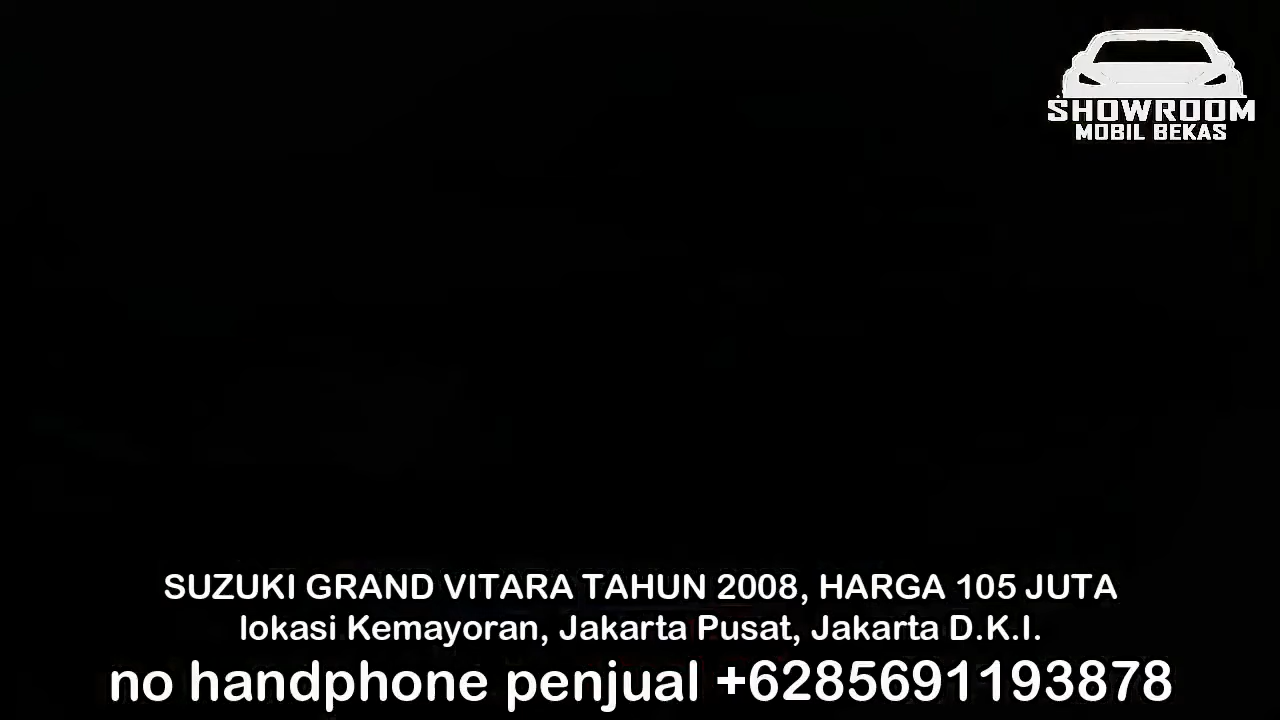 SHOWROOM
MOBIL BEKAS
SUZUKI GRAND VITARA TAHUN 2008, HARGA 105 JUTA
lokasi Kemayoran, Jakarta Pusat, Jakarta D.K.I.
no handphone penjual +6285691193878